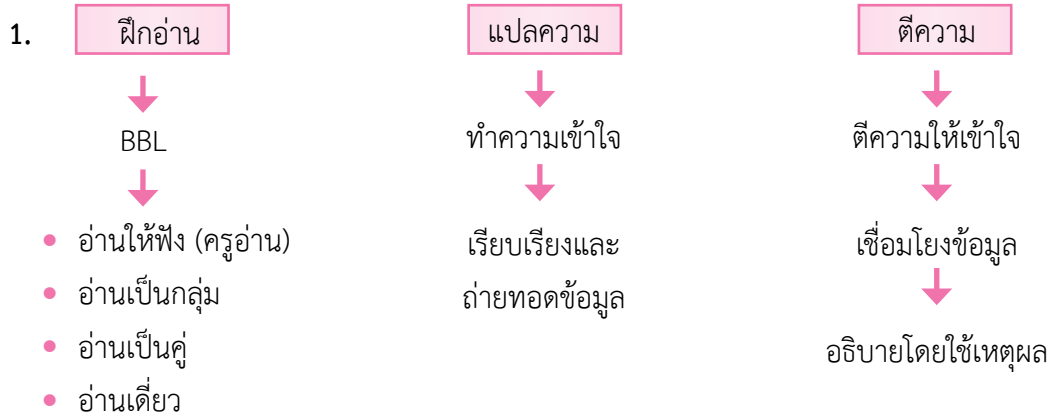 1.
ฝึกอ่าน
BBL
• อ่านให้ฟัง (ครูอ่าน)
• อ่านเป็นกลุ่ม
• อ่านเป็นคู่
• อ่านเดี่ยว
แปลความ
ทำความเข้าใจ
เรียบเรียงและ
ถ่ายทอดข้อมูล
ตีความ
ตีความให้เข้าใจ
เชื่อมโยงข้อมูล
อธิบายโดยใช้เหตุผล